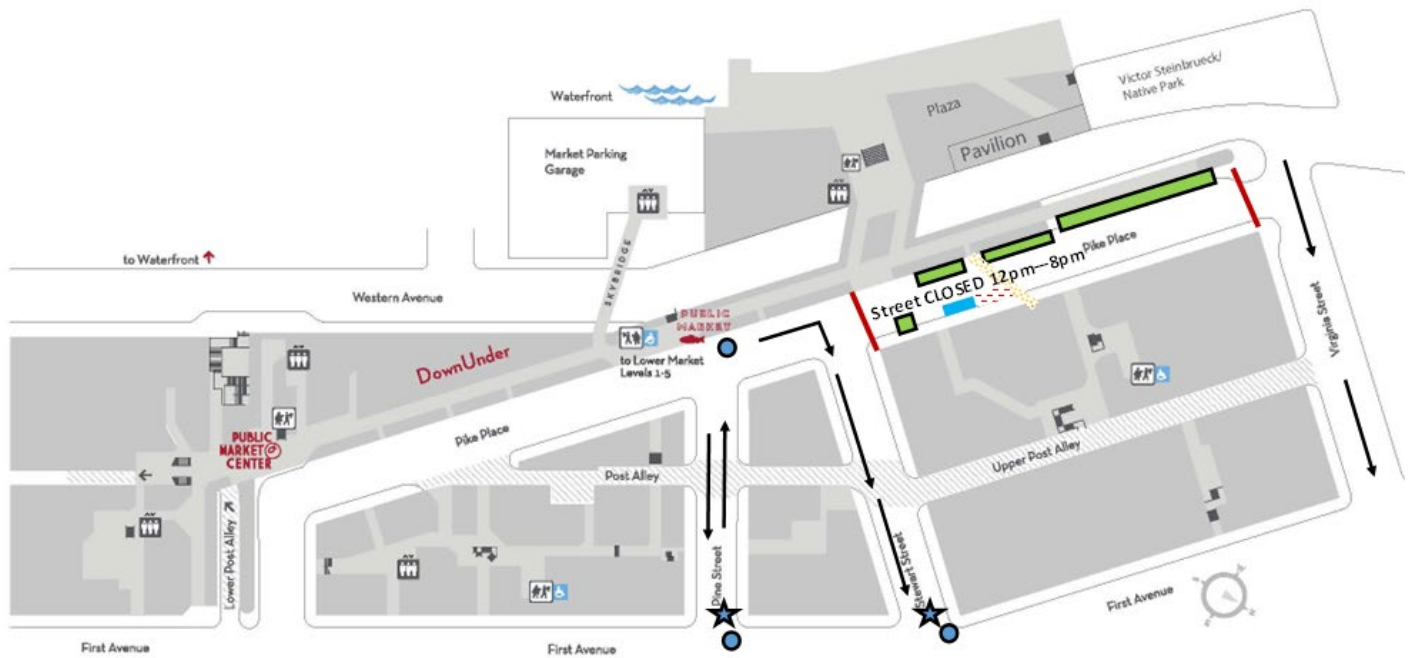 Waterfront
Plaza
Victor Steinbrueck/
Native Park
Pavilion
Market Parking
Garage
SKYBRIDGE
to Waterfront
Western Avenue
Pike Place
Street CLOSED 12pm—8pm
PUBLIC
MARKET
to Lower Market
Levels 1-5
DownUnder
Virginia Street
PUBLIC
MARKET
CENTER
Pike Place
Post Alley
Upper Post Alley
Lower Post Alley
Pine Street
Stewart Street
First Avenue
First Avenue
First Avenue